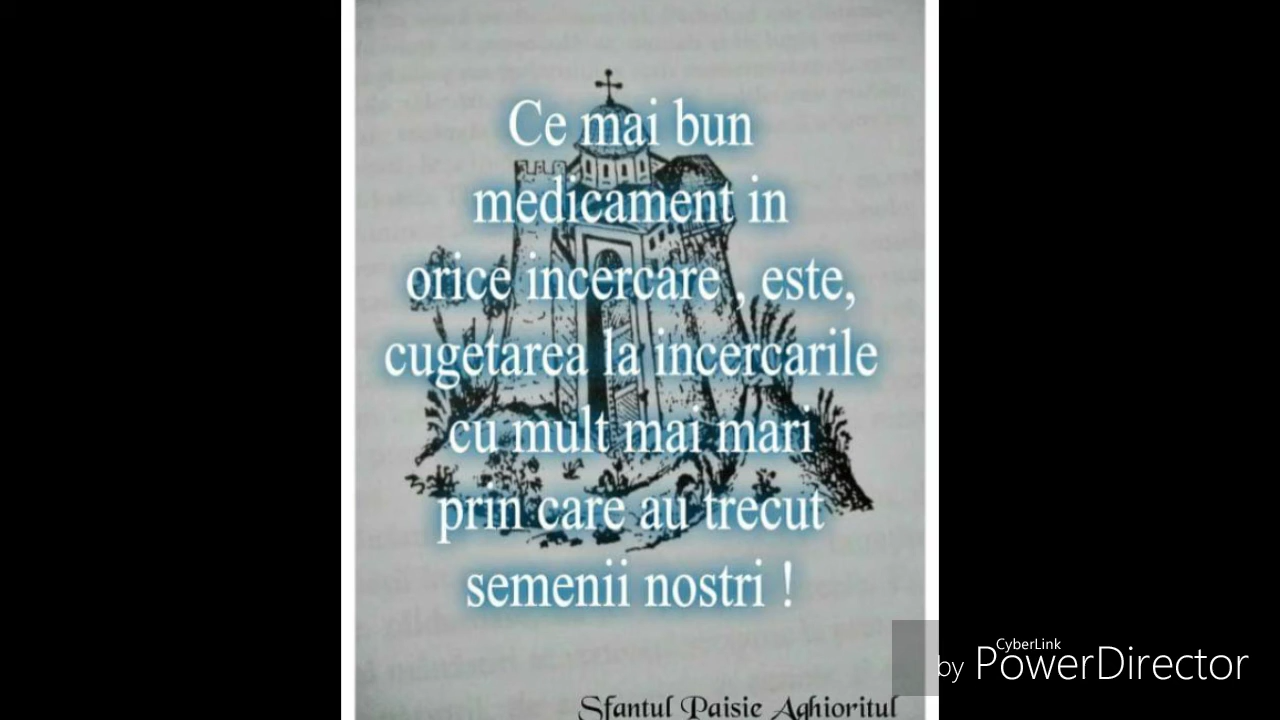 Ce mai bun
medicament in
orice incercare , este,
cugetarea la incercarile
cu mult mai mari
prin care au trecut
semenii nostri !
Sfantul Paisie Aghioritul
CyberLink
by PowerDirector